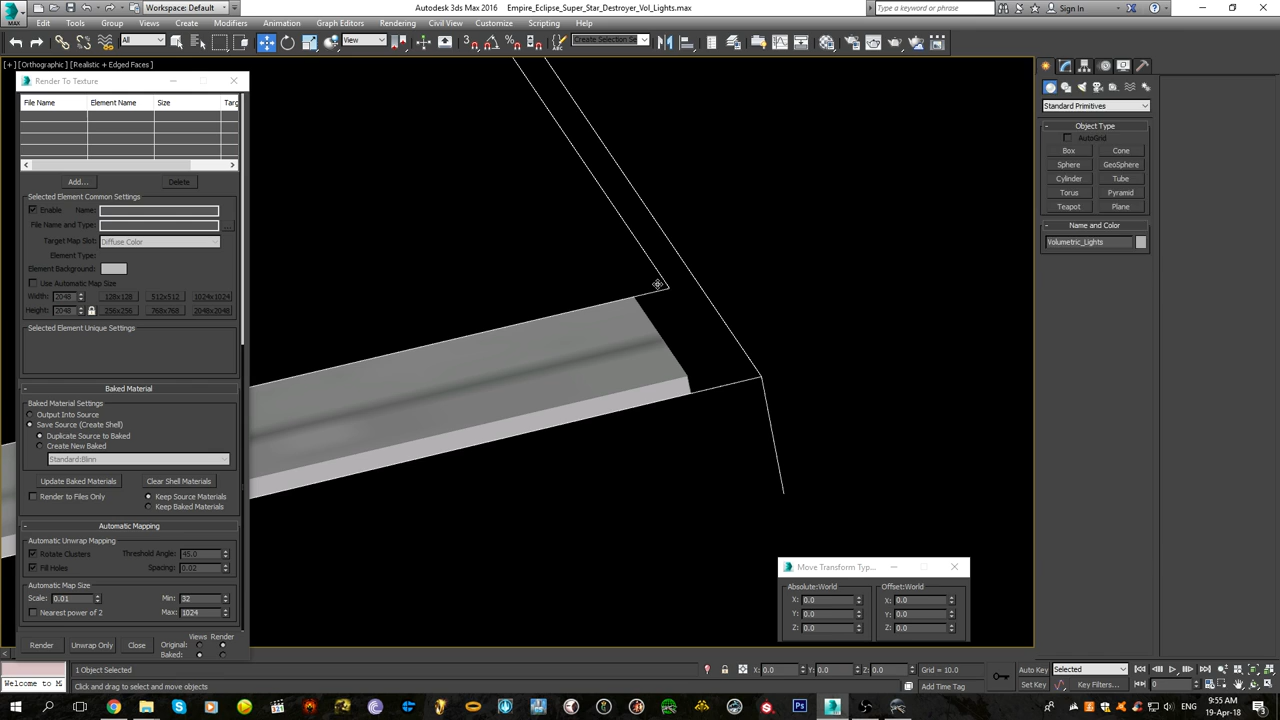 Workspace: Default
Autodesk 3ds Max 2016
Empire_Eclipse_Super_Star_Destroyer_Vol_Lights.max
Type a keyword or phrase
Sign In
MAX
Edit Tools Group Views Create Modifiers Animation Graph Editors Rendering Civil View Customize Scripting Help
All
View
Create Selection Se
[+] [Orthographic] [Realistic + Edged Faces]
Render To Texture
File Name Element Name Size Targ
Add... Delete
Selected Element Common Settings
Enable Name:
File Name and Type: ...
Target Map Slot: Diffuse Color
Element Type:
Element Background:
Use Automatic Map Size
Width: 2048 128x128 512x512 1024x1024
Height: 2048 256x256 768x768 2048x2048
Selected Element Unique Settings
Baked Material
Baked Material Settings
Output Into Source
Save Source (Create Shell)
Duplicate Source to Baked
Create New Baked
Standard:Blinn
Update Baked Materials Clear Shell Materials
Render to Files Only Keep Source Materials
Keep Baked Materials
Automatic Mapping
Automatic Unwrap Mapping
Rotate Clusters Threshold Angle: 45.0
Fill Holes Spacing: 0.02
Automatic Map Size
Scale: 0.01 Min: 32
Nearest power of 2 Max: 1024
Views Render
Render Unwrap Only Close Original:
Baked:
Standard Primitives
Object Type
AutoGrid
Box Cone
Sphere GeoSphere
Cylinder Tube
Torus Pyramid
Teapot Plane
Name and Color
Volumetric_Lights
Move Transform Typ...
Absolute:World Offset:World
X: 0.0 X: 0.0
Y: 0.0 Y: 0.0
Z: 0.0 Z: 0.0
1 Object Selected
X: 0.0 Y: 0.0 Z: 0.0 Grid = 10.0
Auto Key Selected
Welcome to M
Click and drag to select and move objects
Add Time Tag
Set Key Key Filters... 0
9:55 AM
19-Apr-18